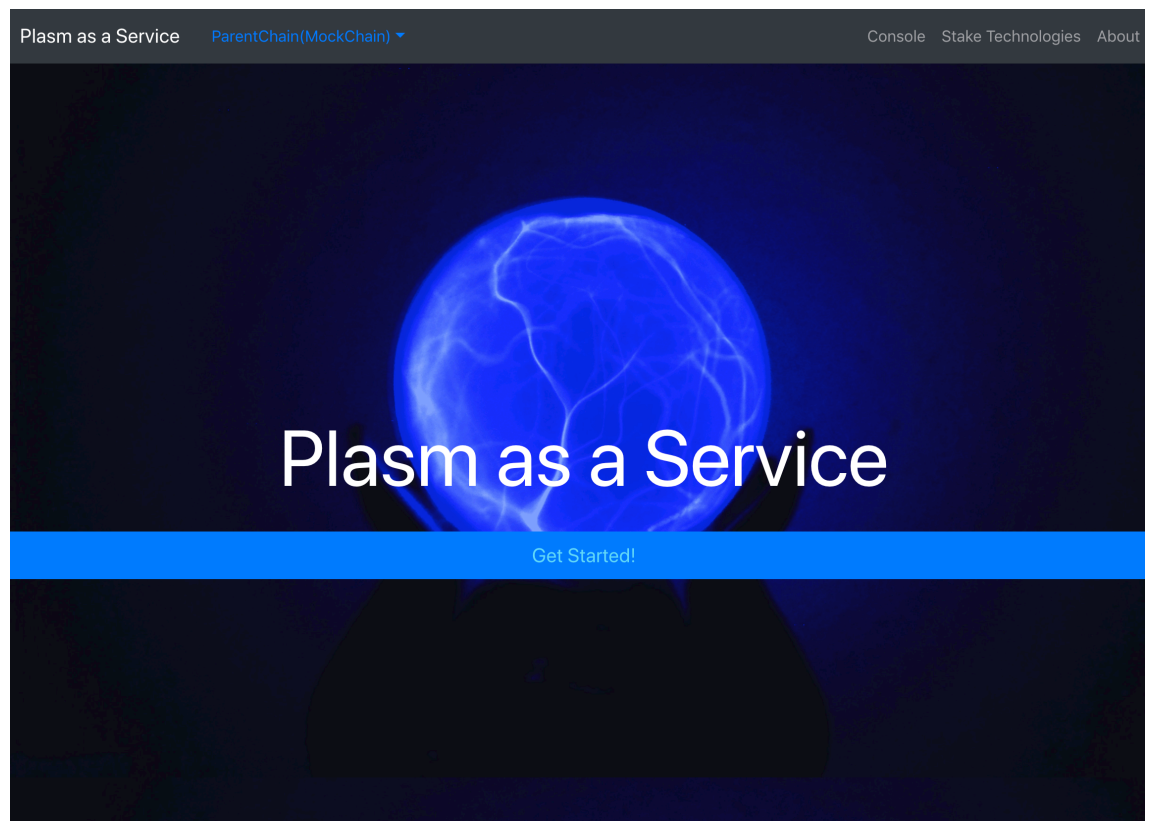 Plasm as a Service ParentChain(MockChain) Console Stake Technologies About
Plasm as a Service
Get Started!